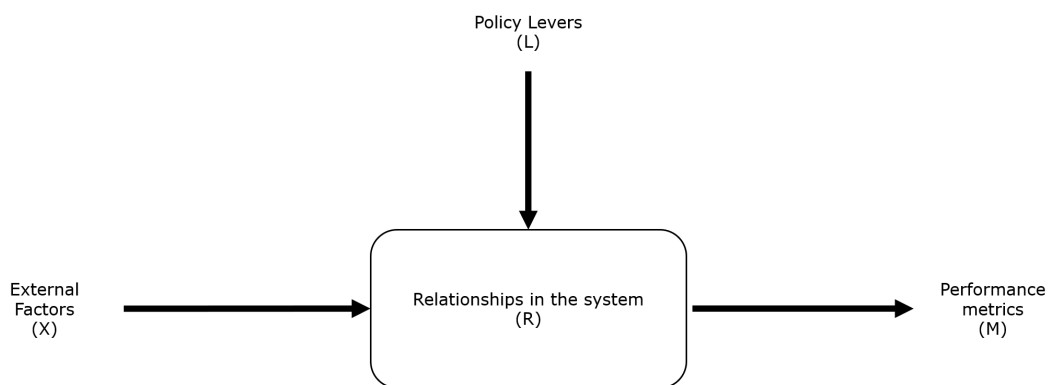 Policy Levers
(L)
External
Factors
(X)
Relationships in the system
(R)
Performance
metrics
(M)